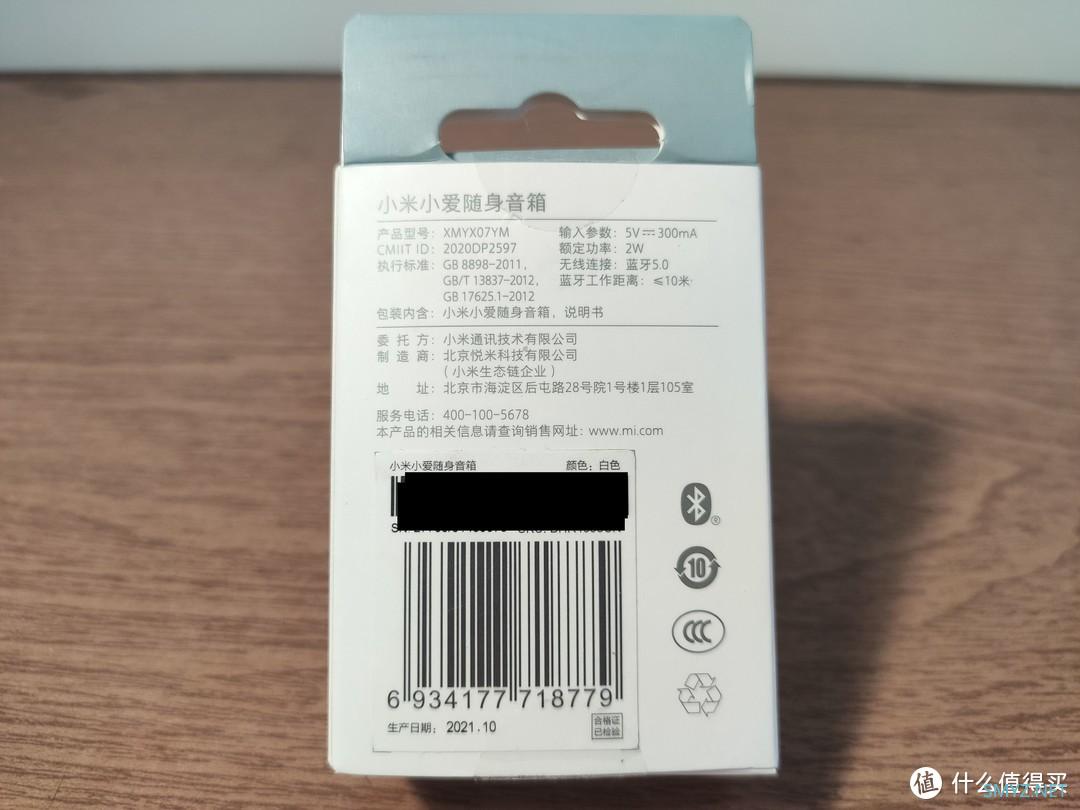 小米小爱随身音箱
产品型号：XMYX07YM 输入参数：5V⎓300mA
CMIIT ID：2020DP2597 额定功率：2W
执行标准：GB 8898-2011， 无线连接：蓝牙5.0
GB/T 13837-2012， 蓝牙工作距离：≤10米
GB 17625.1-2012
包装内含：小米小爱随身音箱，说明书
委 托 方：小米通讯技术有限公司
制 造 商：北京悦米科技有限公司
（小米生态链企业）
地 址：北京市海淀区后屯路28号院1号楼1层105室
服务电话：400-100-5678
本产品的相关信息请查询销售网址：www.mi.com
小米小爱随身音箱 颜色：白色
®
10
CCC
6 934177 718779
生产日期：2021.10
合格证
已检验
值 什么值得买
SMYZ.NET